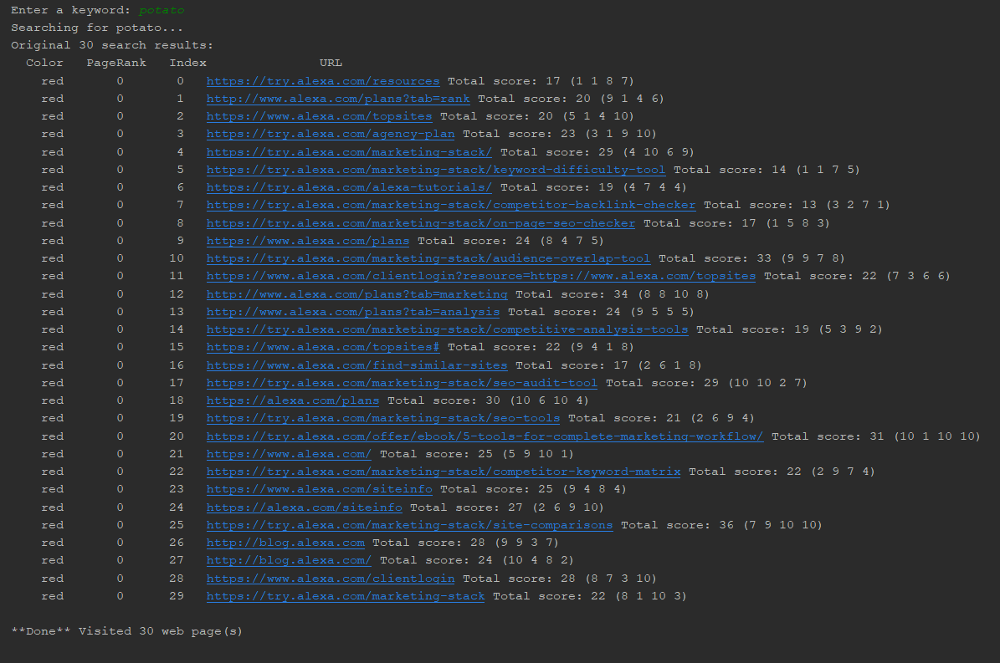 Enter a keyword: potato
Searching for potato...
Original 30 search results:
Color PageRank Index URL
red 0 0 https://try.alexa.com/resources Total score: 17 (1 1 8 7)
red 0 1 http://www.alexa.com/plans?tab=rank Total score: 20 (9 1 4 6)
red 0 2 https://www.alexa.com/topsites Total score: 20 (5 1 4 10)
red 0 3 https://try.alexa.com/agency-plan Total score: 23 (3 1 9 10)
red 0 4 https://try.alexa.com/marketing-stack/ Total score: 29 (4 10 6 9)
red 0 5 https://try.alexa.com/marketing-stack/keyword-difficulty-tool Total score: 14 (1 1 7 5)
red 0 6 https://try.alexa.com/alexa-tutorials/ Total score: 19 (4 7 4 4)
red 0 7 https://try.alexa.com/marketing-stack/competitor-backlink-checker Total score: 13 (3 2 7 1)
red 0 8 https://try.alexa.com/marketing-stack/on-page-seo-checker Total score: 17 (1 5 8 3)
red 0 9 https://www.alexa.com/plans Total score: 24 (8 4 7 5)
red 0 10 https://try.alexa.com/marketing-stack/audience-overlap-tool Total score: 33 (9 9 7 8)
red 0 11 https://www.alexa.com/clientlogin?resource=https://www.alexa.com/topsites Total score: 22 (7 3 6 6)
red 0 12 http://www.alexa.com/plans?tab=marketing Total score: 34 (8 8 10 8)
red 0 13 http://www.alexa.com/plans?tab=analysis Total score: 24 (9 5 5 5)
red 0 14 https://try.alexa.com/marketing-stack/competitive-analysis-tools Total score: 19 (5 3 9 2)
red 0 15 https://www.alexa.com/topsites# Total score: 22 (9 4 1 8)
red 0 16 https://www.alexa.com/find-similar-sites Total score: 17 (2 6 1 8)
red 0 17 https://try.alexa.com/marketing-stack/seo-audit-tool Total score: 29 (10 10 2 7)
red 0 18 https://alexa.com/plans Total score: 30 (10 6 10 4)
red 0 19 https://try.alexa.com/marketing-stack/seo-tools Total score: 21 (2 6 9 4)
red 0 20 https://try.alexa.com/offer/ebook/5-tools-for-complete-marketing-workflow/ Total score: 31 (10 1 10 10)
red 0 21 https://www.alexa.com/ Total score: 25 (5 9 10 1)
red 0 22 https://try.alexa.com/marketing-stack/competitor-keyword-matrix Total score: 22 (2 9 7 4)
red 0 23 https://www.alexa.com/siteinfo Total score: 25 (9 4 8 4)
red 0 24 https://alexa.com/siteinfo Total score: 27 (2 6 9 10)
red 0 25 https://try.alexa.com/marketing-stack/site-comparisons Total score: 36 (7 9 10 10)
red 0 26 http://blog.alexa.com Total score: 28 (9 9 3 7)
red 0 27 http://blog.alexa.com/ Total score: 24 (10 4 8 2)
red 0 28 https://www.alexa.com/clientlogin Total score: 28 (8 7 3 10)
red 0 29 https://try.alexa.com/marketing-stack Total score: 22 (8 1 10 3)
**Done** Visited 30 web page(s)